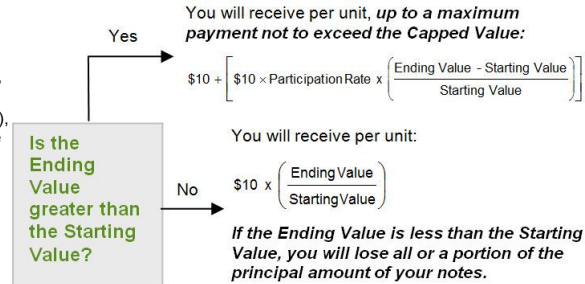 You will receive per unit, up to a maximum
payment not to exceed the Capped Value:
Yes
$10 + [ $10 × Participation Rate x ( Ending Value - Starting Value / Starting Value ) ]
),
Is the
Ending
Value
greater than
the Starting
Value?
No
You will receive per unit:
$10 x ( Ending Value / Starting Value )
If the Ending Value is less than the Starting
Value, you will lose all or a portion of the
principal amount of your notes.